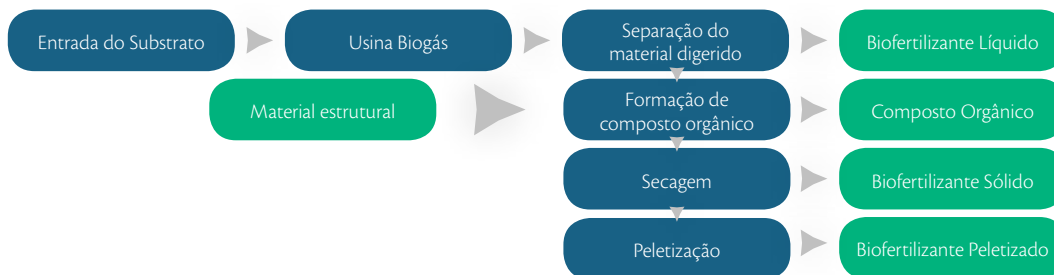 Entrada do Substrato
Usina Biogás
Separação do
material digerido
Biofertilizante Líquido
Material estrutural
Formação de
composto orgânico
Composto Orgânico
Secagem
Biofertilizante Sólido
Peletização
Biofertilizante Peletizado